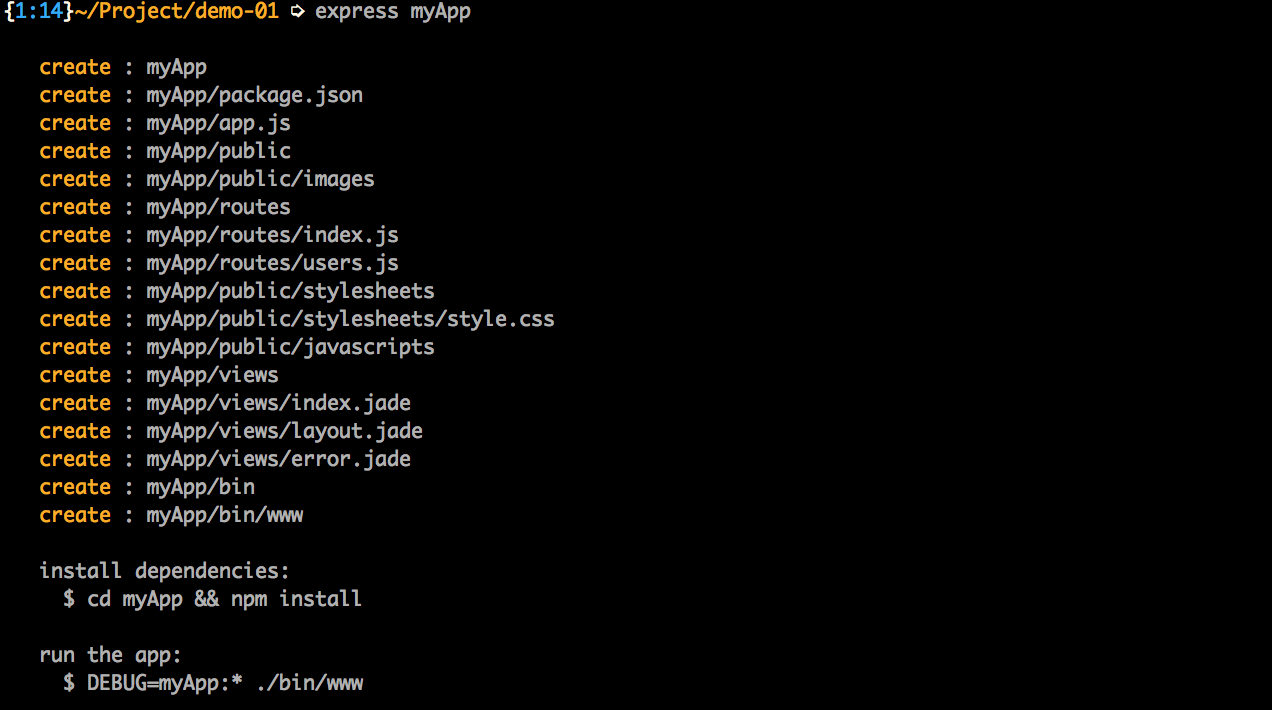 {1:14}~/Project/demo-01 ➭ express myApp
create : myApp
create : myApp/package.json
create : myApp/app.js
create : myApp/public
create : myApp/public/images
create : myApp/routes
create : myApp/routes/index.js
create : myApp/routes/users.js
create : myApp/public/stylesheets
create : myApp/public/stylesheets/style.css
create : myApp/public/javascripts
create : myApp/views
create : myApp/views/index.jade
create : myApp/views/layout.jade
create : myApp/views/error.jade
create : myApp/bin
create : myApp/bin/www
install dependencies:
$ cd myApp && npm install
run the app:
$ DEBUG=myApp:* ./bin/www